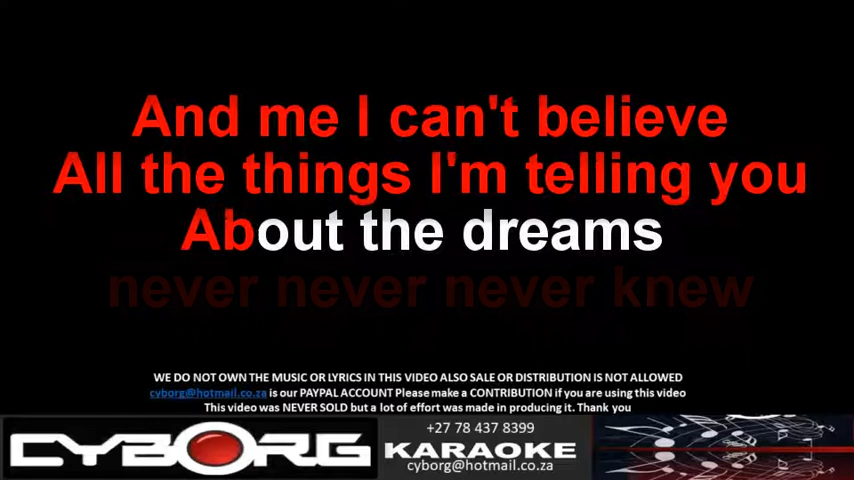 And me I can't believe
All the things I'm telling you
About the dreams
never never never knew
WE DO NOT OWN THE MUSIC OR LYRICS IN THIS VIDEO ALSO SALE OR DISTRIBUTION IS NOT ALLOWED
cyborg@hotmail.co.za is our PAYPAL ACCOUNT Please make a CONTRIBUTION if you are using this video
This video was NEVER SOLD but a lot of effort was made in producing it. Thank you
CYBORG
+27 78 437 8399
KARAOKE
cyborg@hotmail.co.za